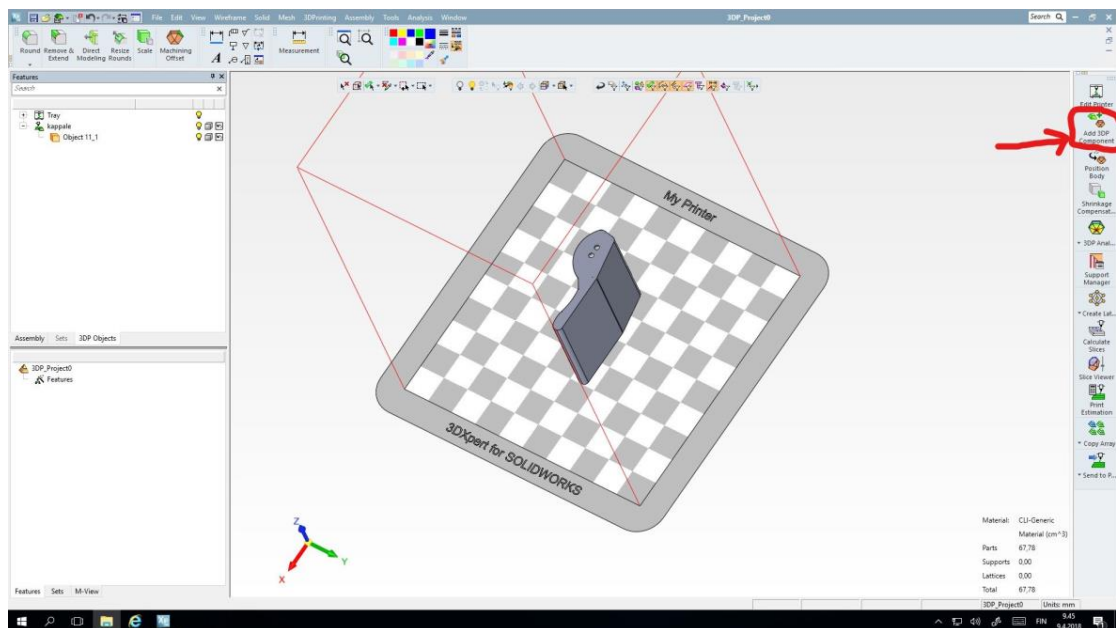 File Edit View Wireframe Solid Mesh 3DPrinting Assembly Tools Analysis Window
3DP_Project0
Search
Round
Remove & Extend
Direct Modeling
Resize Rounds
Scale
Machining Offset
Measurement
Features
Search
Tray
kappale
Object 11_1
Assembly Sets 3DP Objects
3DP_Project0
Features
Features Sets M-View
My Printer
3DXpert for SOLIDWORKS
Z
Y
X
Edit Printer
Add 3DP
Component
Position
Body
Shrinkage
Compensat...
3DP Anal...
Support
Manager
Create Lat...
Calculate
Slices
Slice Viewer
Print
Estimation
Copy Array
Send to P...
Material: CLI-Generic
Material (cm^3)
Parts 67,78
Supports 0,00
Lattices 0,00
Total 67,78
3DP_Project0 Units: mm
FIN
9.45
9.4.2018